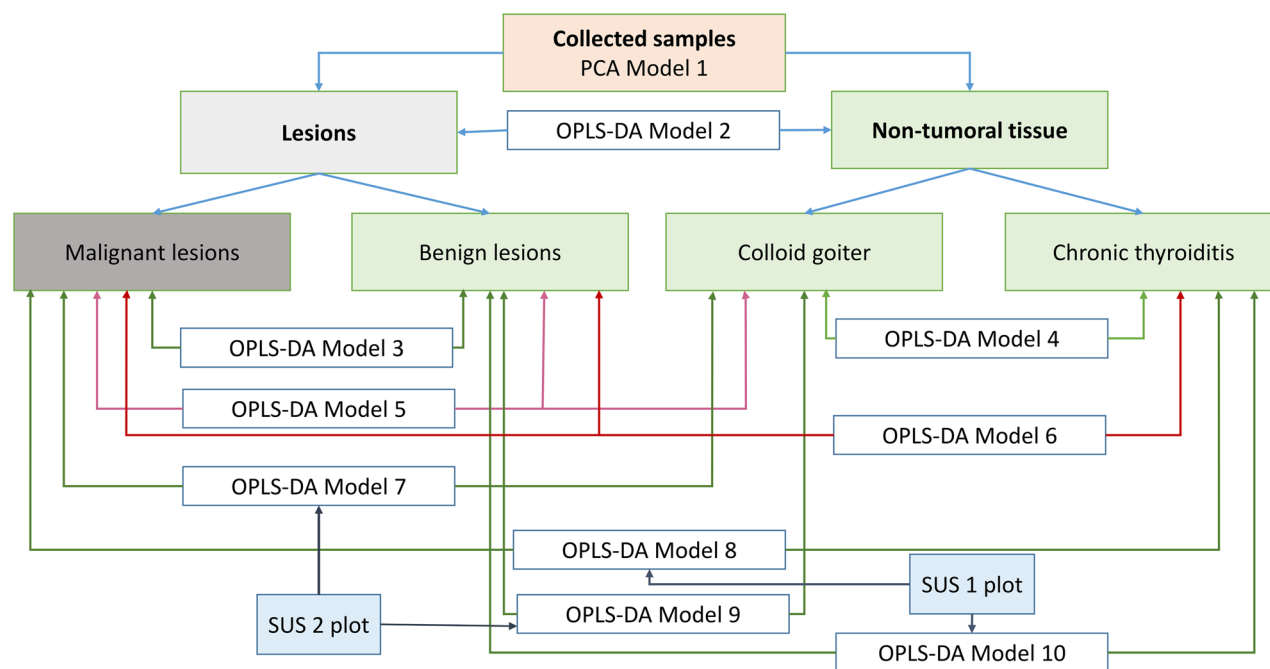 Collected samples
PCA Model 1
Lesions
OPLS-DA Model 2
Non-tumoral tissue
Malignant lesions
Benign lesions
Colloid goiter
Chronic thyroiditis
OPLS-DA Model 3
OPLS-DA Model 4
OPLS-DA Model 5
OPLS-DA Model 6
OPLS-DA Model 7
OPLS-DA Model 8
SUS 1 plot
SUS 2 plot
OPLS-DA Model 9
OPLS-DA Model 10